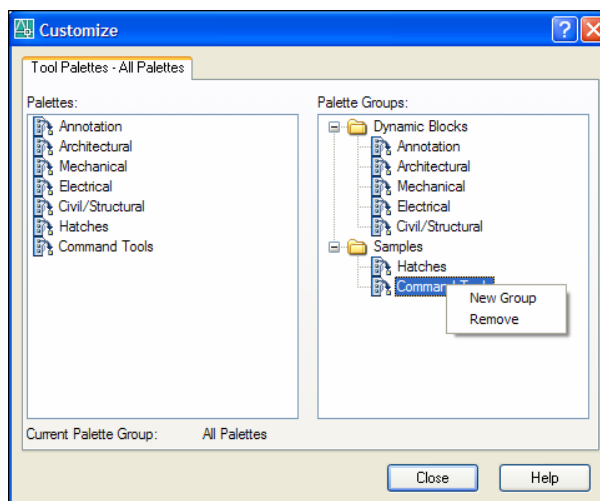 Customize
Tool Palettes - All Palettes
Palettes:
Annotation
Architectural
Mechanical
Electrical
Civil/Structural
Hatches
Command Tools
Palette Groups:
Dynamic Blocks
Annotation
Architectural
Mechanical
Electrical
Civil/Structural
Samples
Hatches
Command
New Group
Remove
Current Palette Group: All Palettes
Close
Help